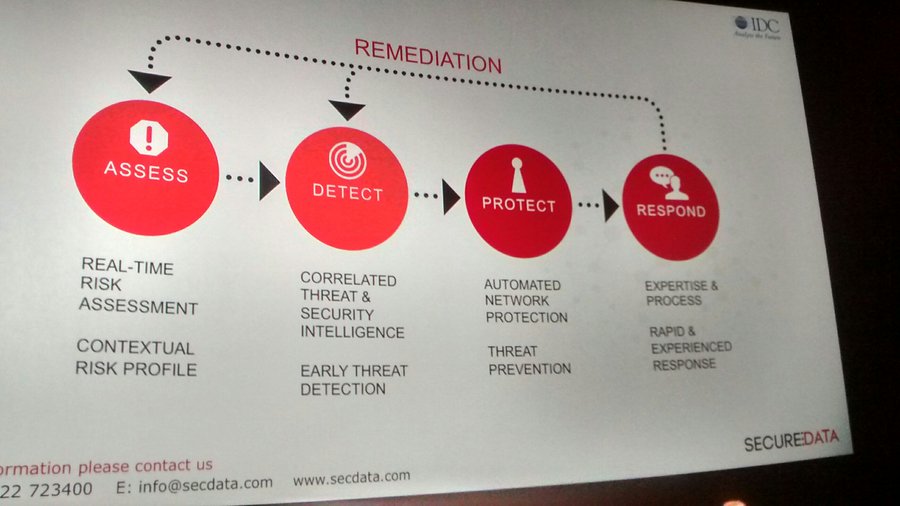 IDC
Analyze the Future
REMEDIATION
ASSESS
DETECT
PROTECT
RESPOND
REAL-TIME
RISK
ASSESSMENT
CONTEXTUAL
RISK PROFILE
CORRELATED
THREAT &
SECURITY
INTELLIGENCE
EARLY THREAT
DETECTION
AUTOMATED
NETWORK
PROTECTION
THREAT
PREVENTION
EXPERTISE &
PROCESS
RAPID &
EXPERIENCED
RESPONSE
SECURE:DATA
ormation please contact us
22 723400 E: info@secdata.com www.secdata.com